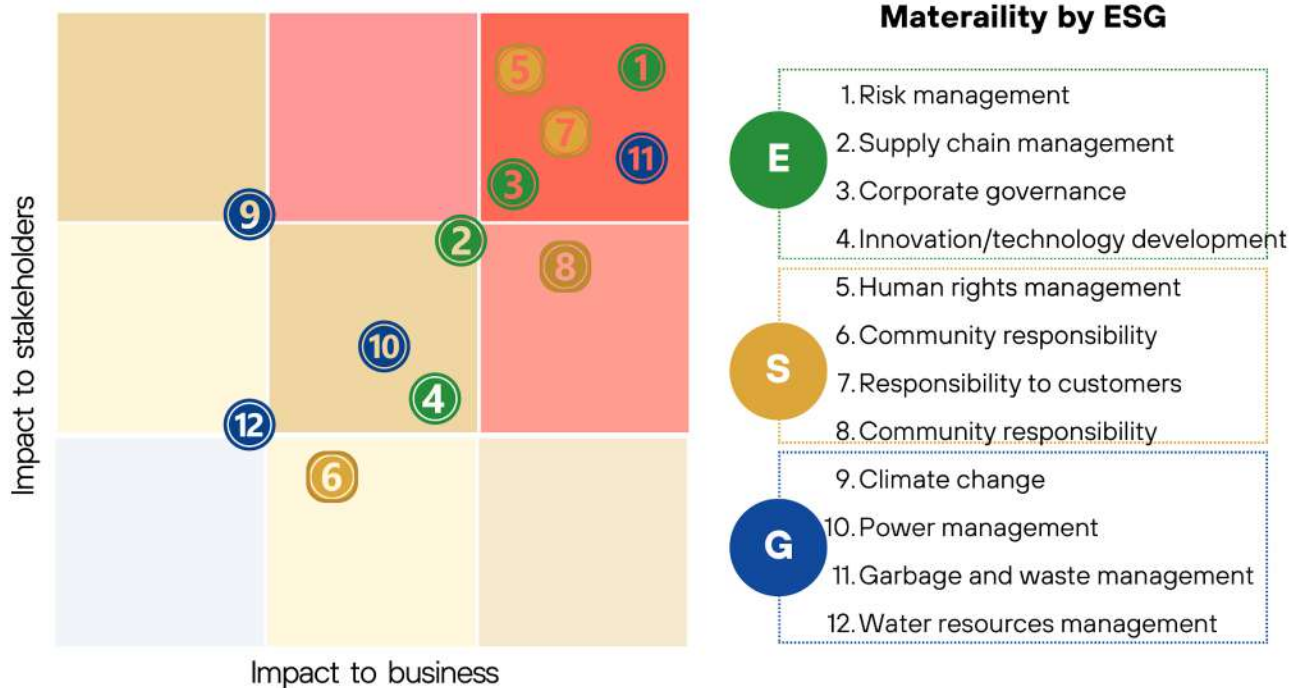 Materaility by ESG
5
1
7
11
3
9
2
8
10
4
12
6
Impact to stakeholders
Impact to business
E
1. Risk management
2. Supply chain management
3. Corporate governance
4. Innovation/technology development
S
5. Human rights management
6. Community responsibility
7. Responsibility to customers
8. Community responsibility
G
9. Climate change
10. Power management
11. Garbage and waste management
12. Water resources management